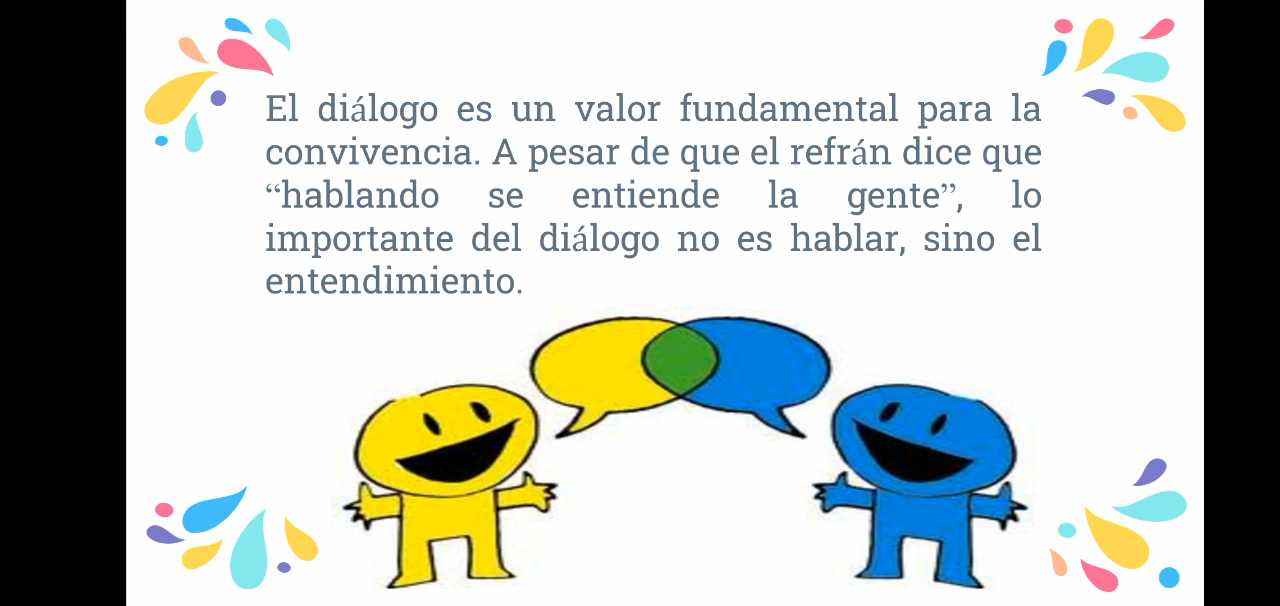 El diálogo es un valor fundamental para la
convivencia. A pesar de que el refrán dice que
“hablando se entiende la gente”, lo
importante del diálogo no es hablar, sino el
entendimiento.